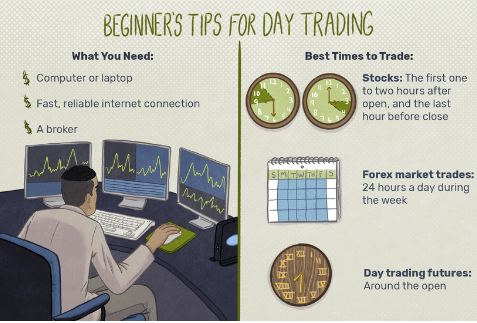 BEGINNER'S TIPS FOR DAY TRADING
What You Need:
Computer or laptop
Fast, reliable internet connection
A broker
Best Times to Trade:
Stocks: The first one
to two hours after
open, and the last
hour before close
S M T W T F S
Forex market trades:
24 hours a day during
the week
Day trading futures:
Around the open